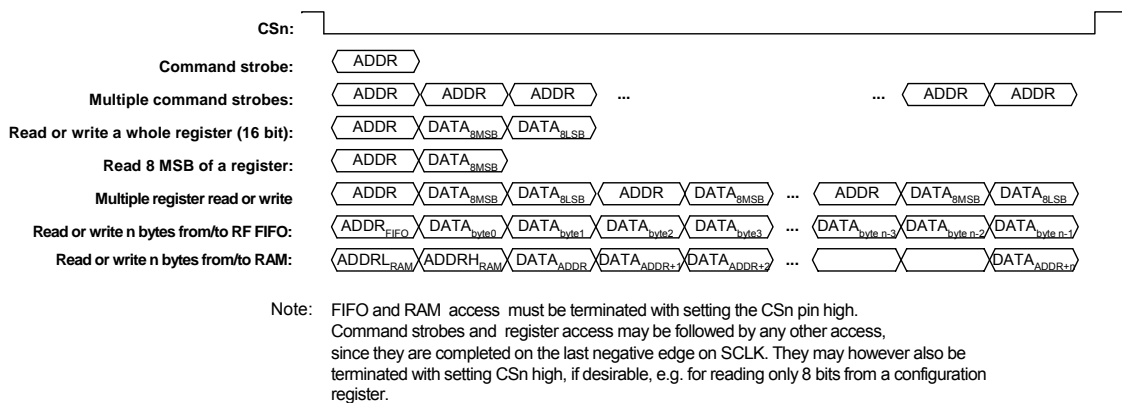 CSn:
Command strobe: ADDR
Multiple command strobes: ADDR ADDR ADDR ... ... ADDR ADDR
Read or write a whole register (16 bit): ADDR DATA8MSB DATA8LSB
Read 8 MSB of a register: ADDR DATA8MSB
Multiple register read or write ADDR DATA8MSB DATA8LSB ADDR DATA8MSB ... ADDR DATA8MSB DATA8LSB
Read or write n bytes from/to RF FIFO: ADDRFIFO DATAbyte0 DATAbyte1 DATAbyte2 DATAbyte3 ... DATAbyte n-3 DATAbyte n-2 DATAbyte n-1
Read or write n bytes from/to RAM: ADDRLRAM ADDRHRAM DATAADDR DATAADDR+1 DATAADDR+2 ... DATAADDR+n
Note: FIFO and RAM access must be terminated with setting the CSn pin high.
Command strobes and register access may be followed by any other access,
since they are completed on the last negative edge on SCLK. They may however also be
terminated with setting CSn high, if desirable, e.g. for reading only 8 bits from a configuration
register.